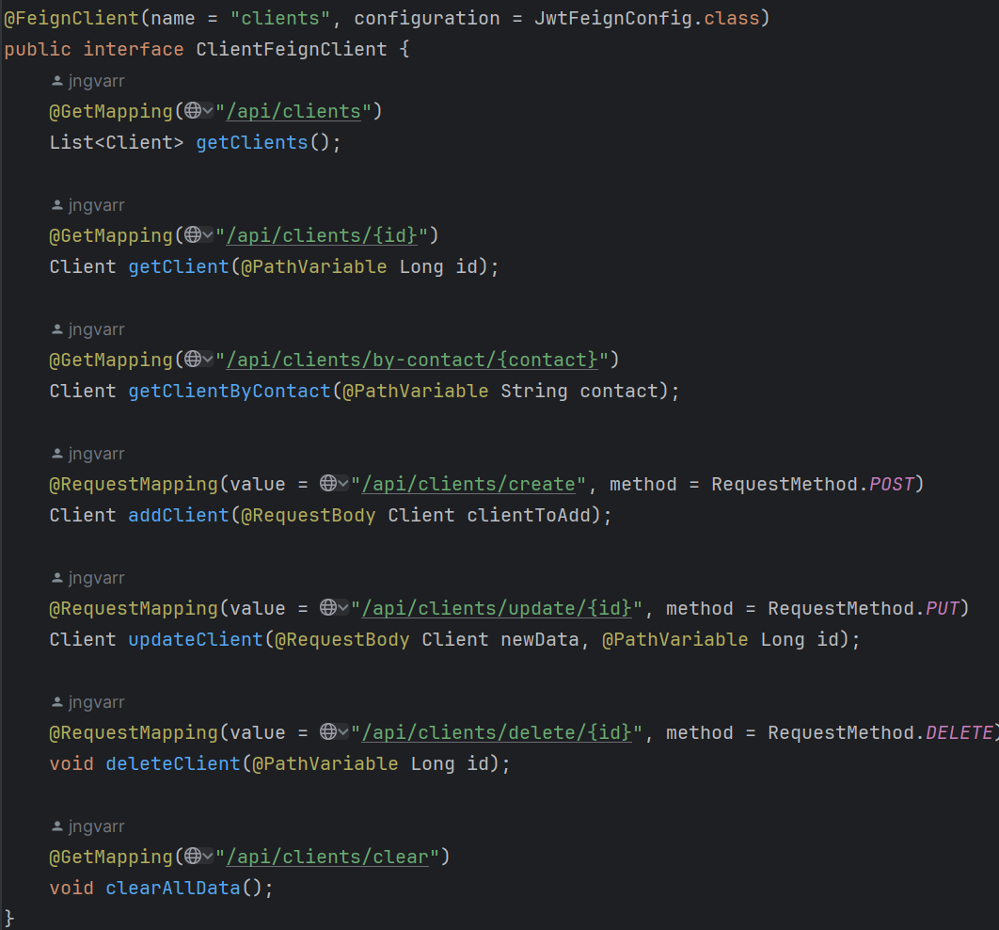 @FeignClient(name = "clients", configuration = JwtFeignConfig.class)
public interface ClientFeignClient {
jngvarr
@GetMapping("/api/clients")
List<Client> getClients();
jngvarr
@GetMapping("/api/clients/{id}")
Client getClient(@PathVariable Long id);
jngvarr
@GetMapping("/api/clients/by-contact/{contact}")
Client getClientByContact(@PathVariable String contact);
jngvarr
@RequestMapping(value = "/api/clients/create", method = RequestMethod.POST)
Client addClient(@RequestBody Client clientToAdd);
jngvarr
@RequestMapping(value = "/api/clients/update/{id}", method = RequestMethod.PUT)
Client updateClient(@RequestBody Client newData, @PathVariable Long id);
jngvarr
@RequestMapping(value = "/api/clients/delete/{id}", method = RequestMethod.DELETE)
void deleteClient(@PathVariable Long id);
jngvarr
@GetMapping("/api/clients/clear")
void clearAllData();
}